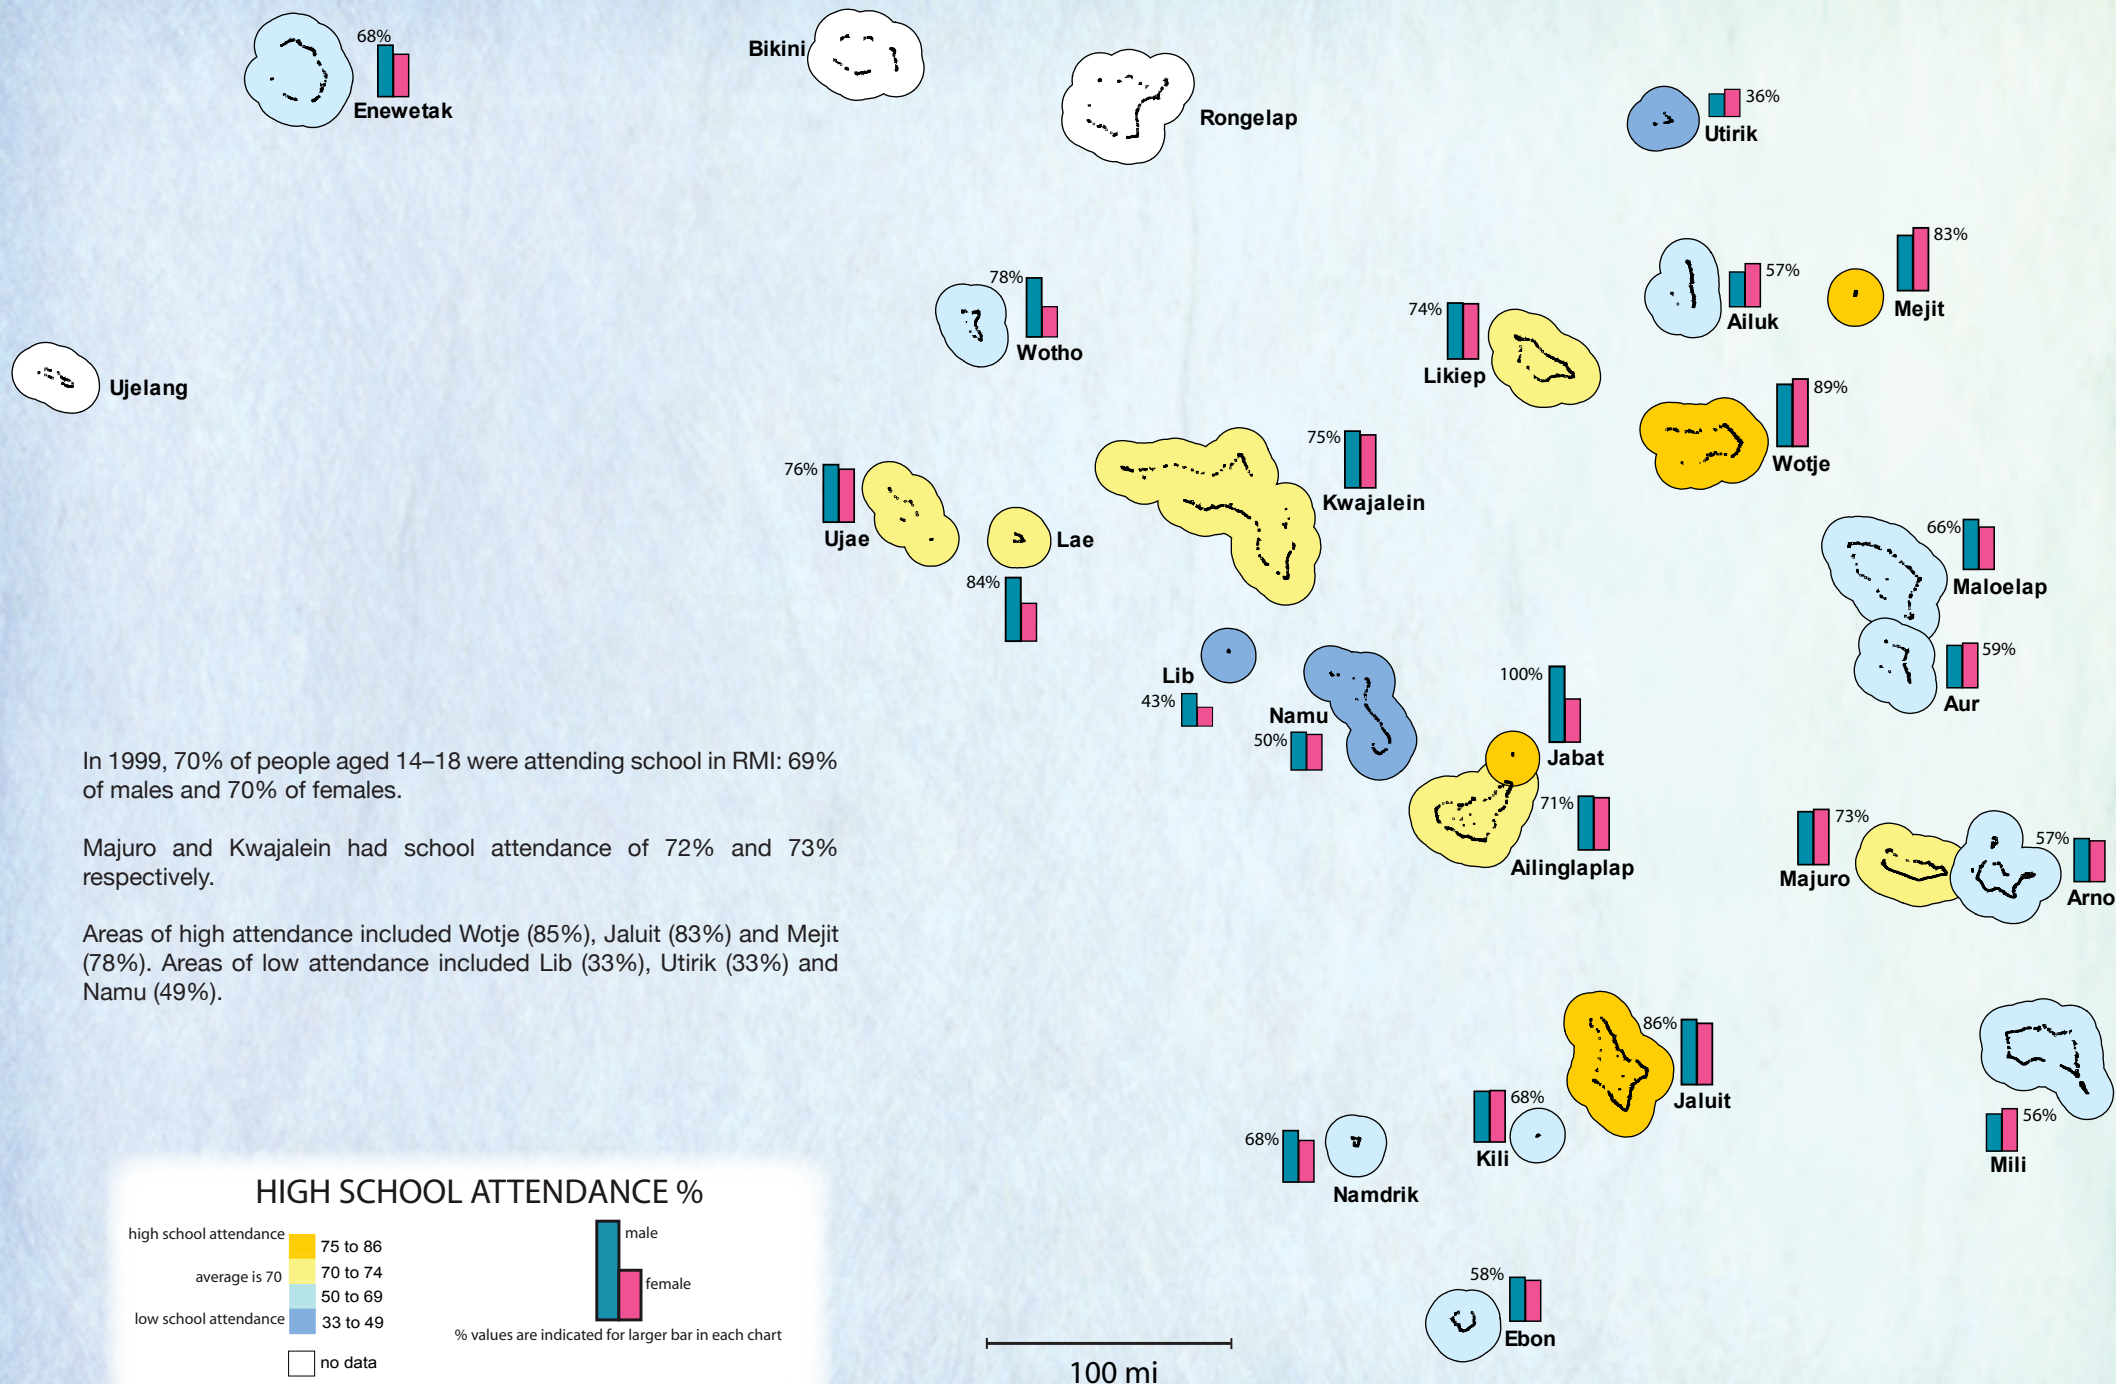 68%
Enewetak
Bikini
Rongelap
36%
Utirik
78%
Wotho
74%
Likiep
57%
Ailuk
83%
Mejit
Ujelang
89%
Wotje
75%
Kwajalein
76%
Ujae
Lae
84%
66%
Maloelap
59%
Aur
Lib
43%
Namu
50%
100%
Jabat
71%
Ailinglaplap
73%
Majuro
57%
Arno
In 1999, 70% of people aged 14–18 were attending school in RMI: 69%
of males and 70% of females.
Majuro and Kwajalein had school attendance of 72% and 73%
respectively.
Areas of high attendance included Wotje (85%), Jaluit (83%) and Mejit
(78%). Areas of low attendance included Lib (33%), Utirik (33%) and
Namu (49%).
86%
Jaluit
68%
Kili
56%
Mili
68%
Namdrik
58%
Ebon
HIGH SCHOOL ATTENDANCE %
high school attendance
75 to 86
average is 70
70 to 74
50 to 69
low school attendance
33 to 49
no data
male
female
% values are indicated for larger bar in each chart
100 mi